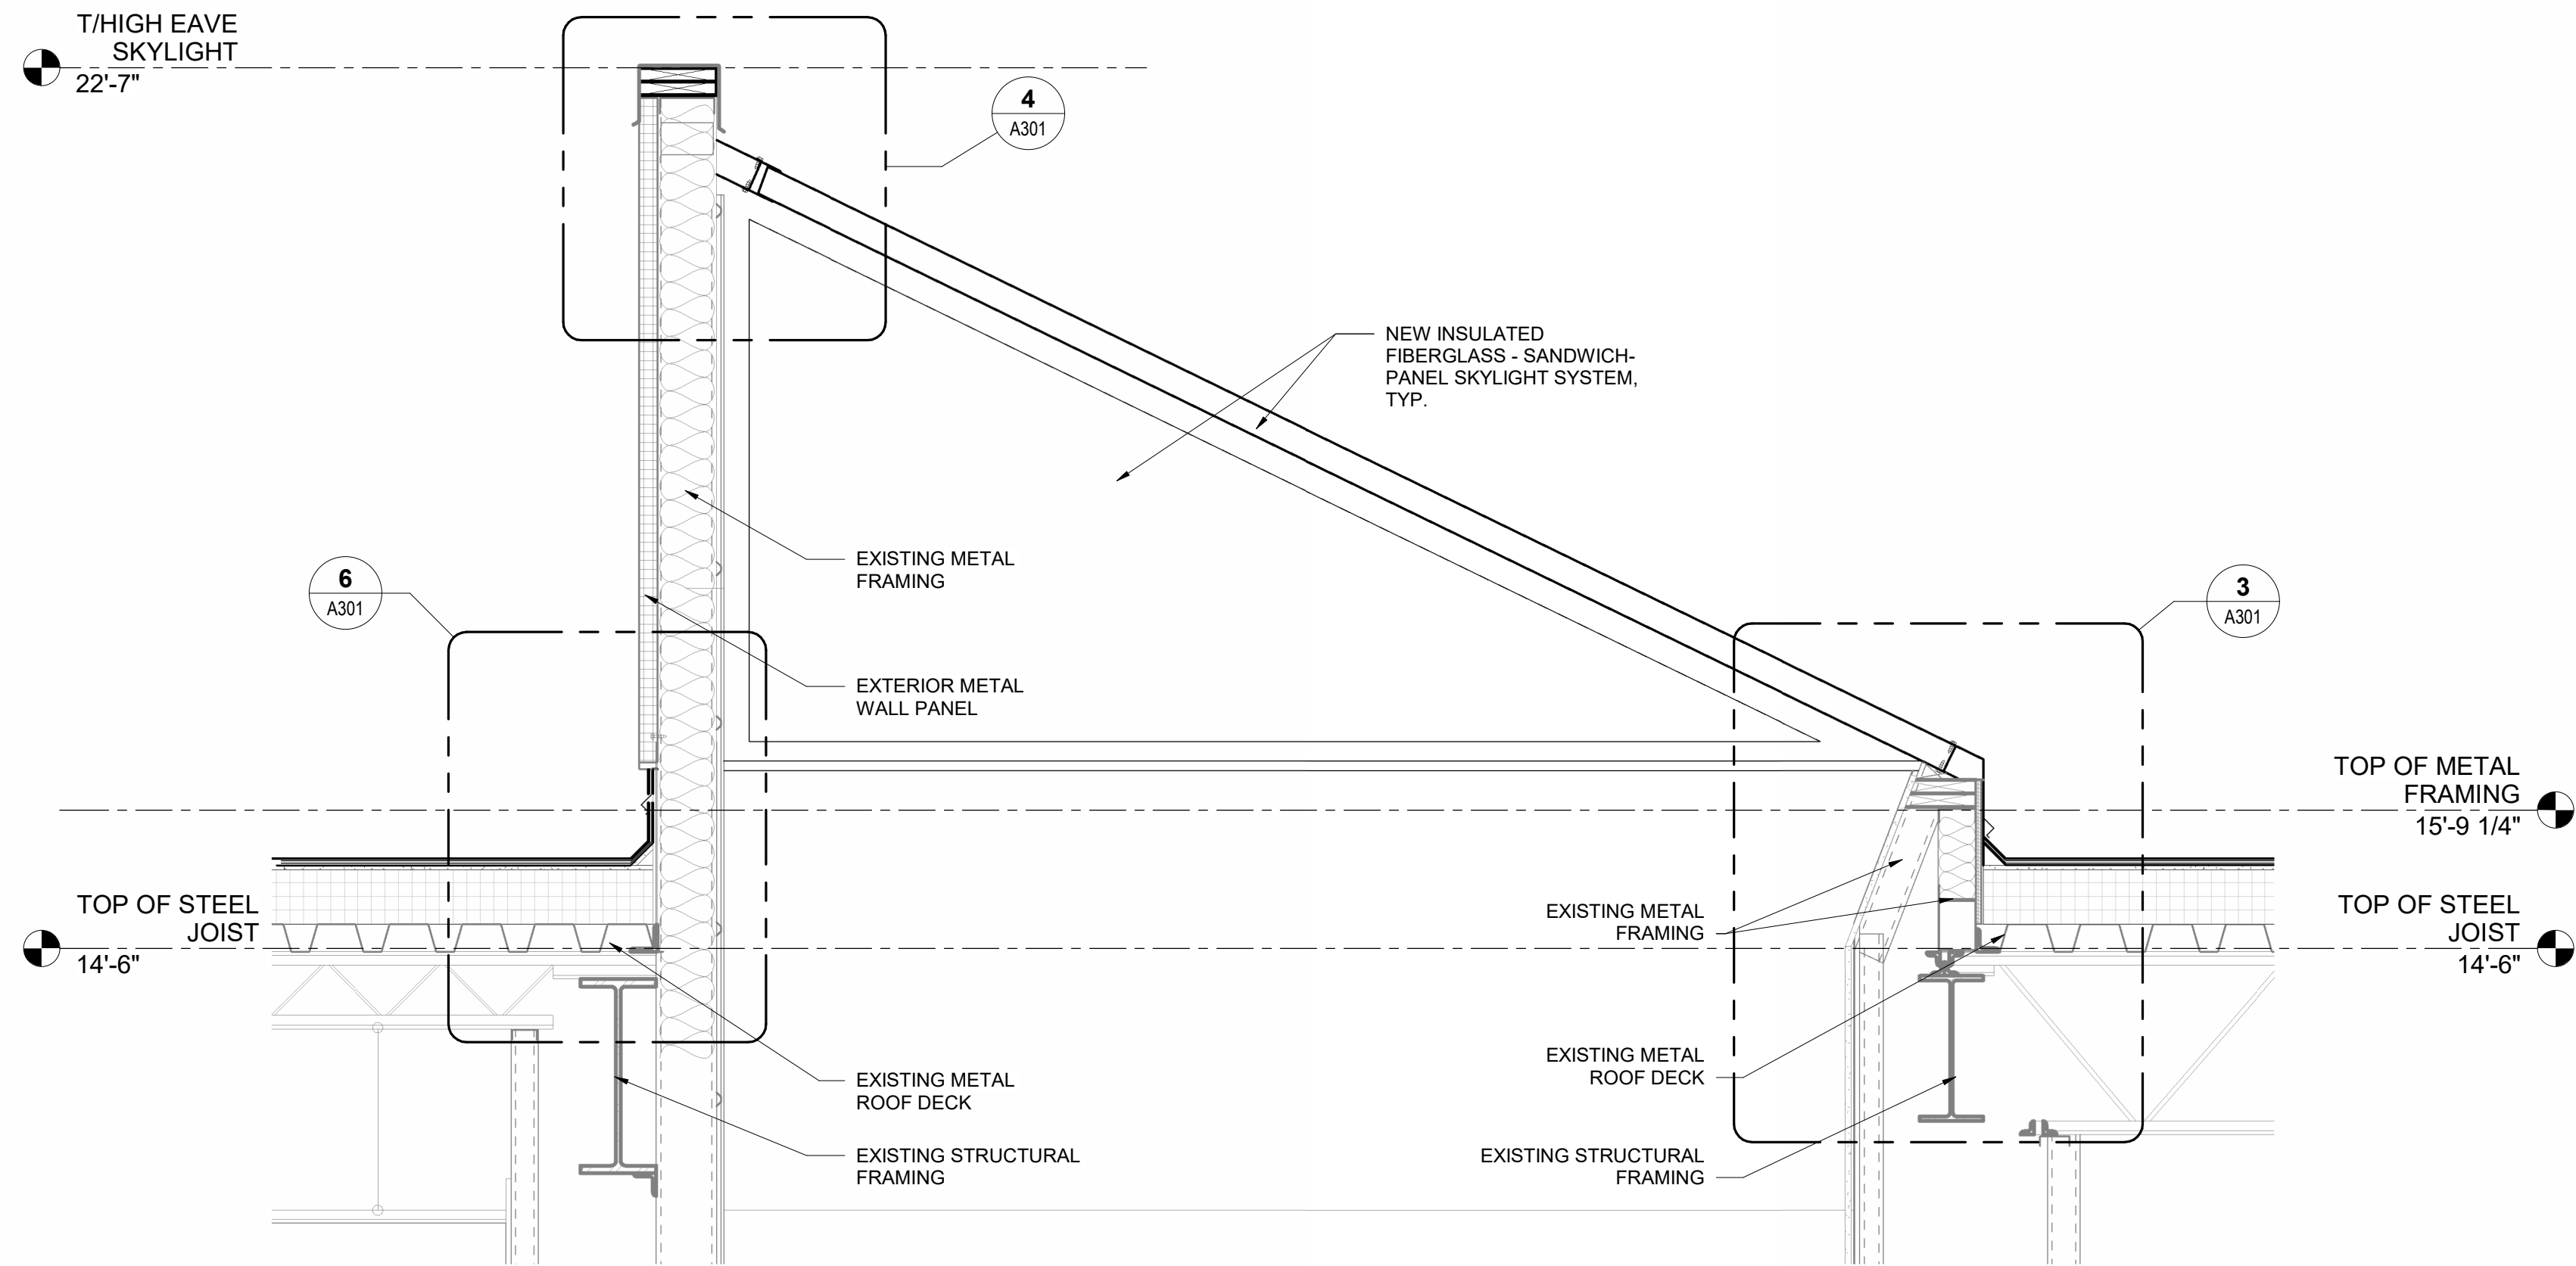 T/HIGH EAVE
SKYLIGHT
22'-7"
4
A301
NEW INSULATED
FIBERGLASS - SANDWICH-
PANEL SKYLIGHT SYSTEM,
TYP.
EXISTING METAL
FRAMING
6
A301
3
A301
EXTERIOR METAL
WALL PANEL
TOP OF METAL
FRAMING
15'-9 1/4"
TOP OF STEEL
JOIST
14'-6"
EXISTING METAL
FRAMING
TOP OF STEEL
JOIST
14'-6"
EXISTING METAL
ROOF DECK
EXISTING METAL
ROOF DECK
EXISTING STRUCTURAL
FRAMING
EXISTING STRUCTURAL
FRAMING